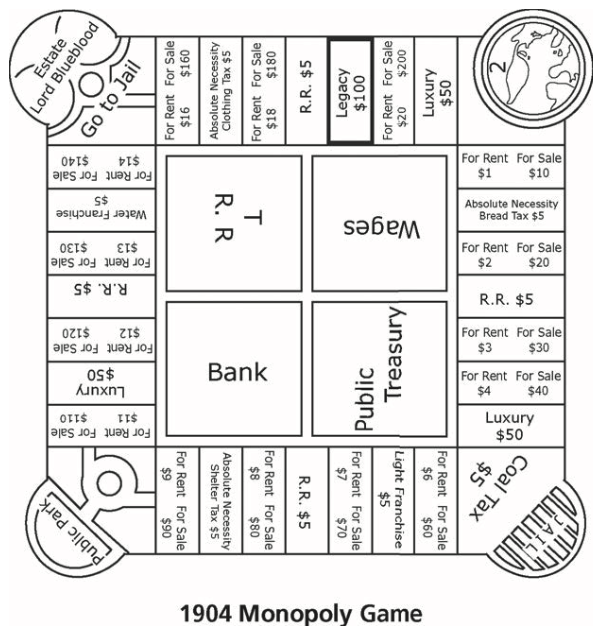 Estate
Lord Blueblood
Go to Jail
For Rent For Sale
$16 $160
Absolute Necessity
Clothing Tax $5
For Rent For Sale
$18 $180
R.R. $5
Legacy
$100
For Rent For Sale
$20 $200
Luxury
$50
2
For Rent For Sale
$1 $10
Absolute Necessity
Bread Tax $5
For Rent For Sale
$2 $20
R.R. $5
For Rent For Sale
$3 $30
For Rent For Sale
$4 $40
Luxury
$50
Coal Tax
$5
JAIL
For Rent For Sale
$6 $60
Light Franchise
$5
For Rent For Sale
$7 $70
R.R. $5
For Rent For Sale
$8 $80
Absolute Necessity
Shelter Tax $5
For Rent For Sale
$9 $90
Public Park
For Rent For Sale
$11 $110
Luxury
$50
For Rent For Sale
$12 $120
R.R. $5
For Rent For Sale
$13 $130
Water Franchise
$5
For Rent For Sale
$14 $140
T
R. R
Wages
Bank
Public
Treasury
1904 Monopoly Game